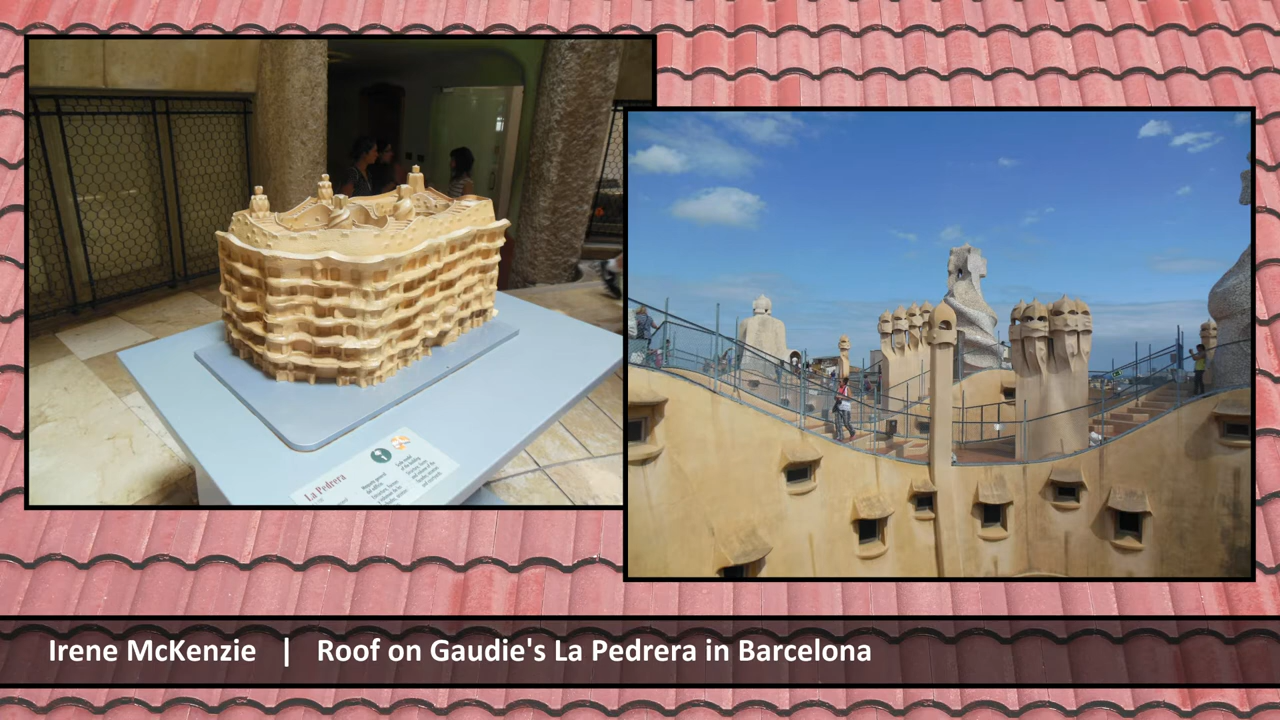 La Pedrera
Irene McKenzie | Roof on Gaudie's La Pedrera in Barcelona